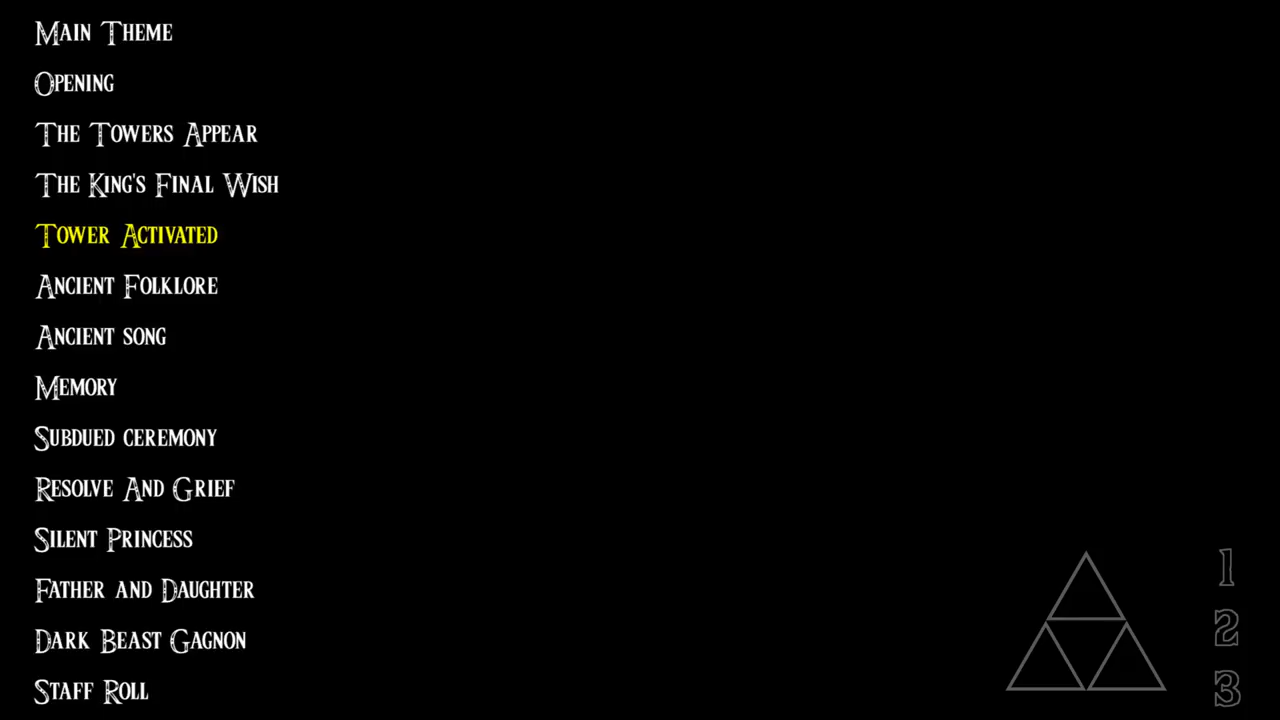 Main Theme
Opening
The Towers Appear
The King's Final Wish
Tower Activated
Ancient Folklore
Ancient song
Memory
Subdued ceremony
Resolve And Grief
Silent Princess
Father and Daughter
Dark Beast Gagnon
Staff Roll
1
2
3